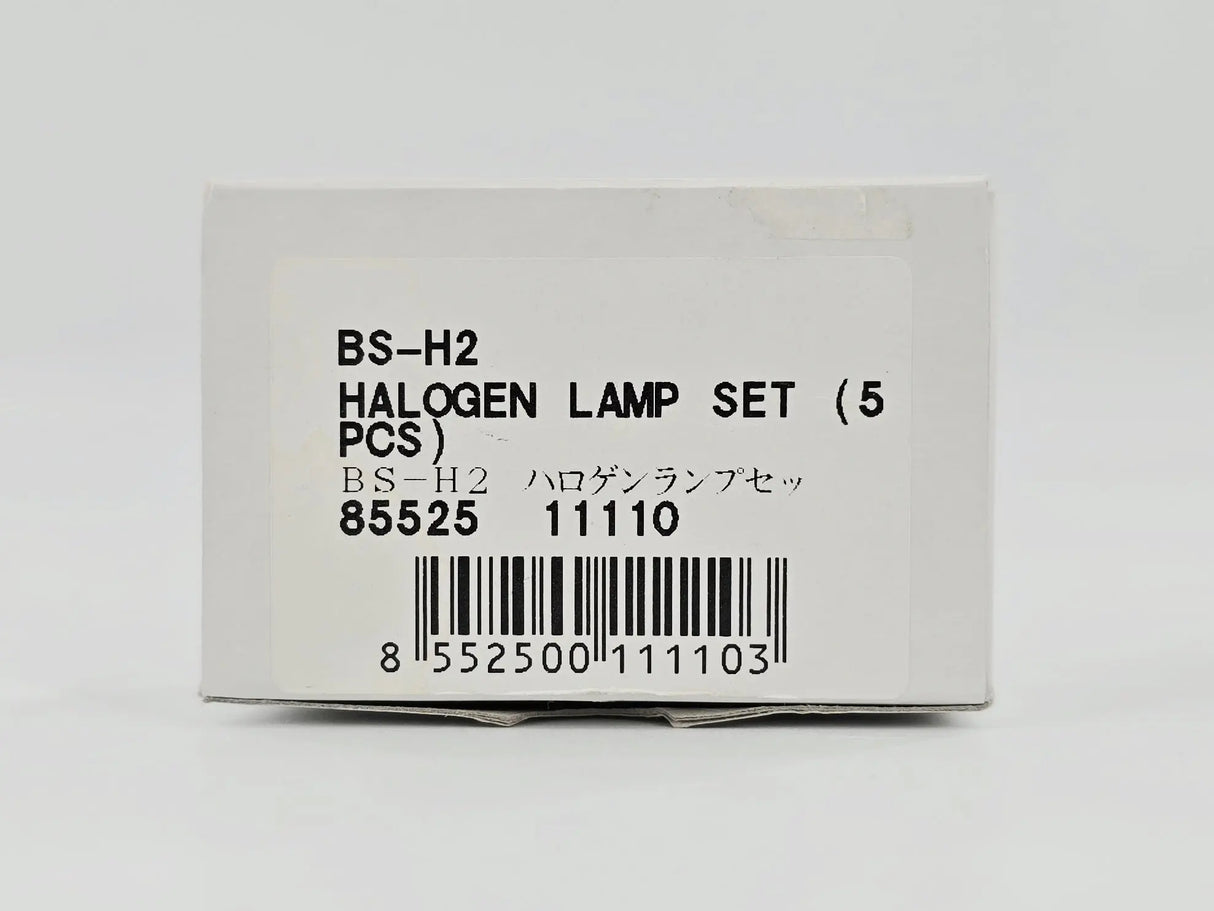 BS-H2
HALOGEN LAMP SET (5
PCS)
BS-H2 ハロゲンランプセッ
85525 11110
8 552500 111103